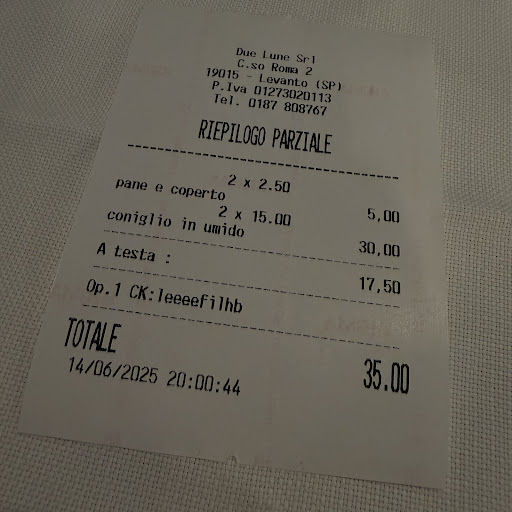 Due Lune Srl
C.so Roma 2
19015 - Levanto (SP)
P.Iva 01273020113
Tel. 0187 808767
RIEPILOGO PARZIALE
2 x 2.50
pane e coperto 5,00
2 x 15.00
coniglio in umido 30,00
A testa : 17,50
Op.1 CK:leeeefilhb
TOTALE 35.00
14/06/2025 20:00:44